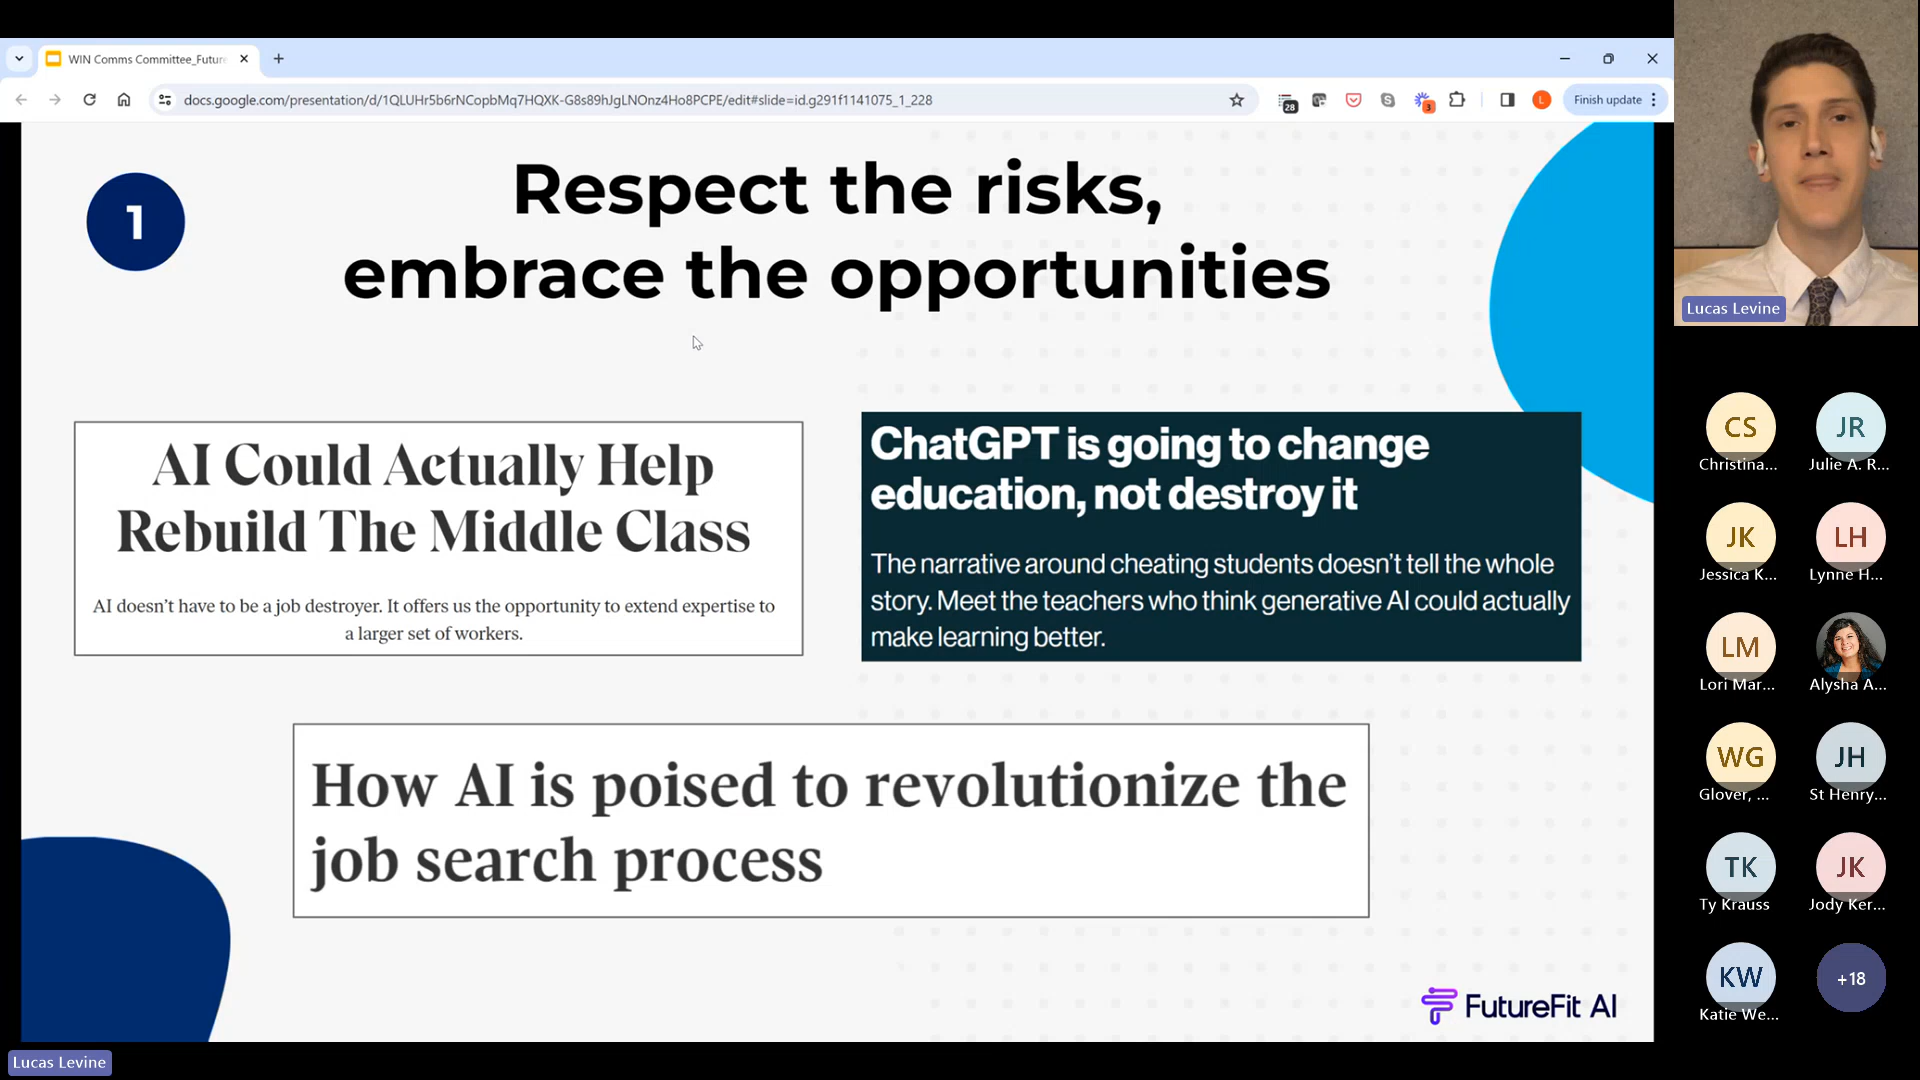 WIN Comms Committee_Future
docs.google.com/presentation/d/1QLUHr5b6rNCopbMq7HQXK-G8s89hJgLNOnz4Ho8PCPE/edit#slide=id.g291f1141075_1_228
28
3
L
Finish update
1
Respect the risks,
embrace the opportunities
AI Could Actually Help
Rebuild The Middle Class
AI doesn't have to be a job destroyer. It offers us the opportunity to extend expertise to
a larger set of workers.
ChatGPT is going to change
education, not destroy it
The narrative around cheating students doesn't tell the whole
story. Meet the teachers who think generative AI could actually
make learning better.
How AI is poised to revolutionize the
job search process
FutureFit AI
Lucas Levine
Lucas Levine
CS
Christina...
JR
Julie A. R...
JK
Jessica K...
LH
Lynne H...
LM
Lori Mar...
Alysha A...
WG
Glover, ...
JH
St Henry...
TK
Ty Krauss
JK
Jody Ker...
KW
Katie We...
+18